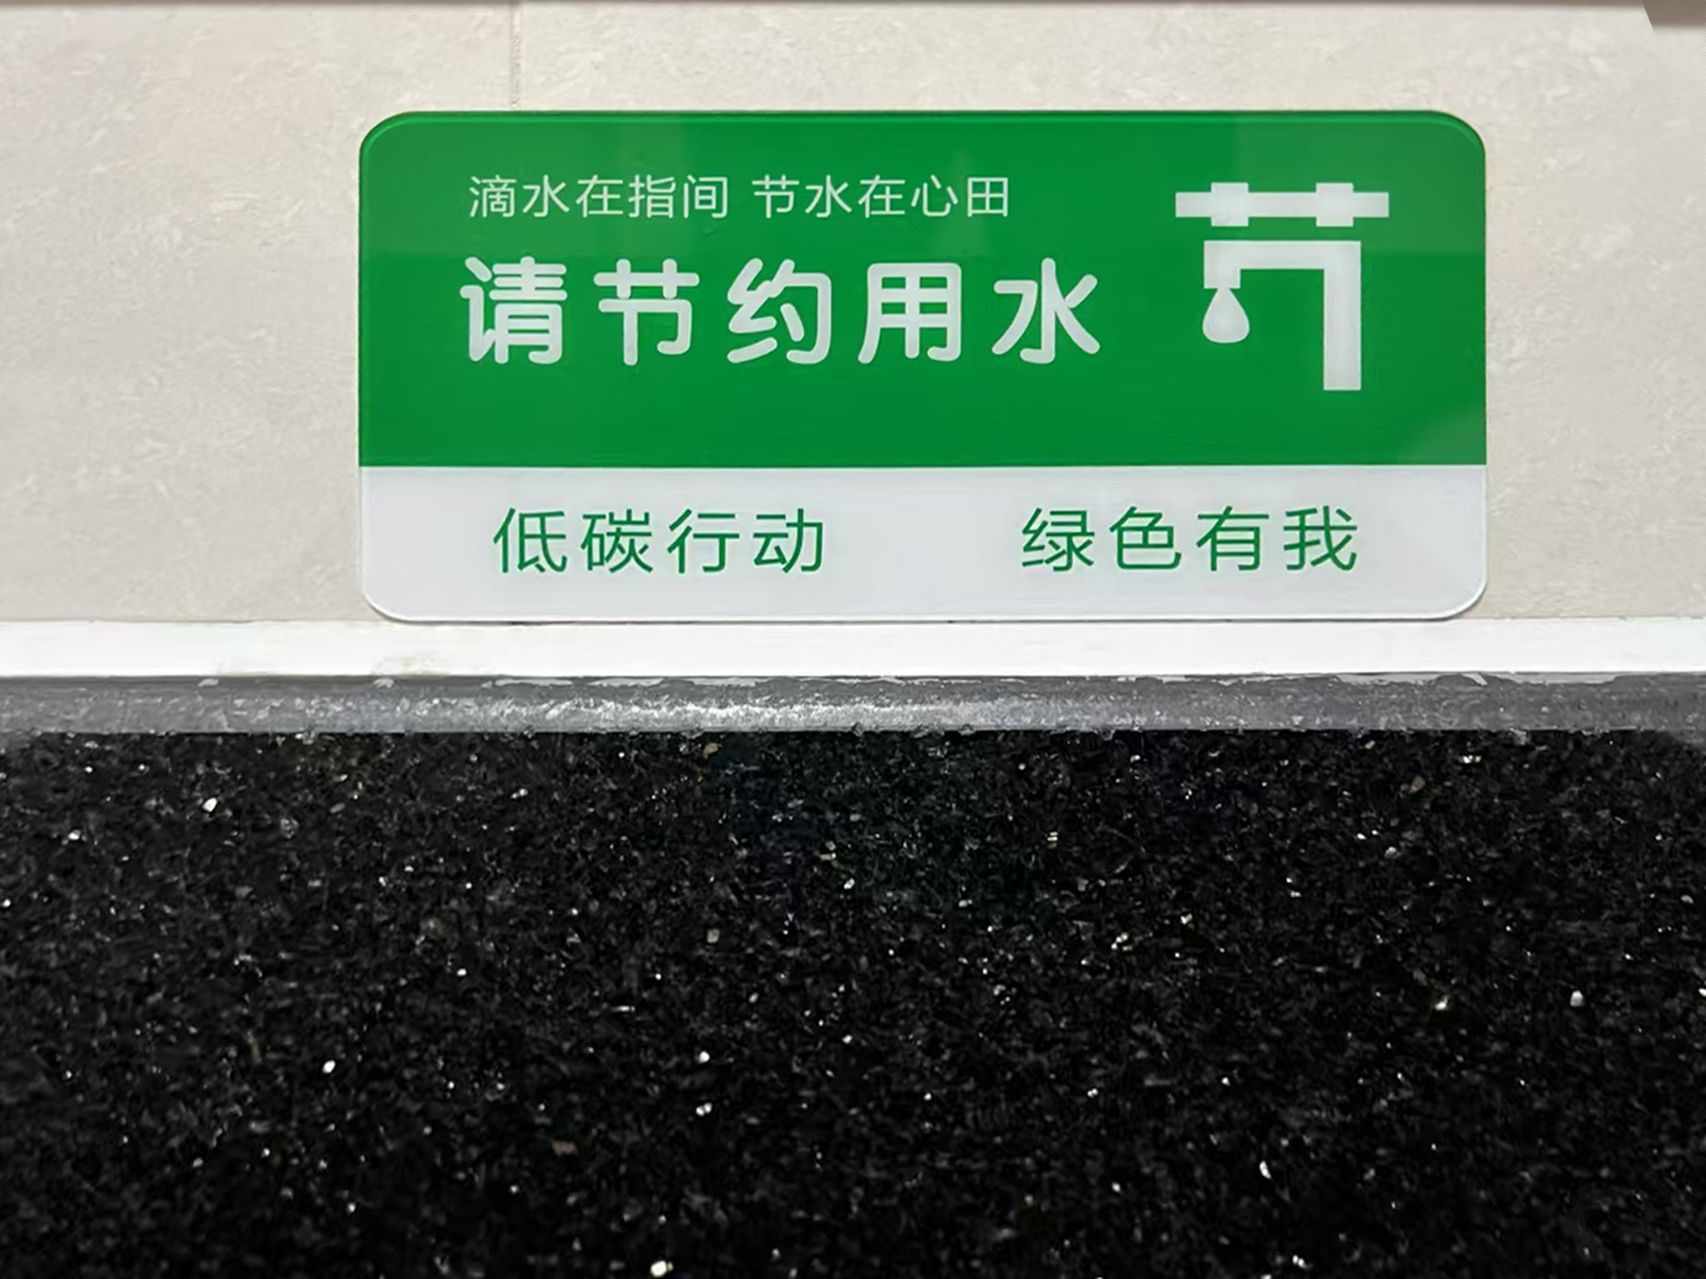 滴水在指间 节水在心田
请节约用水
节
低碳行动 绿色有我